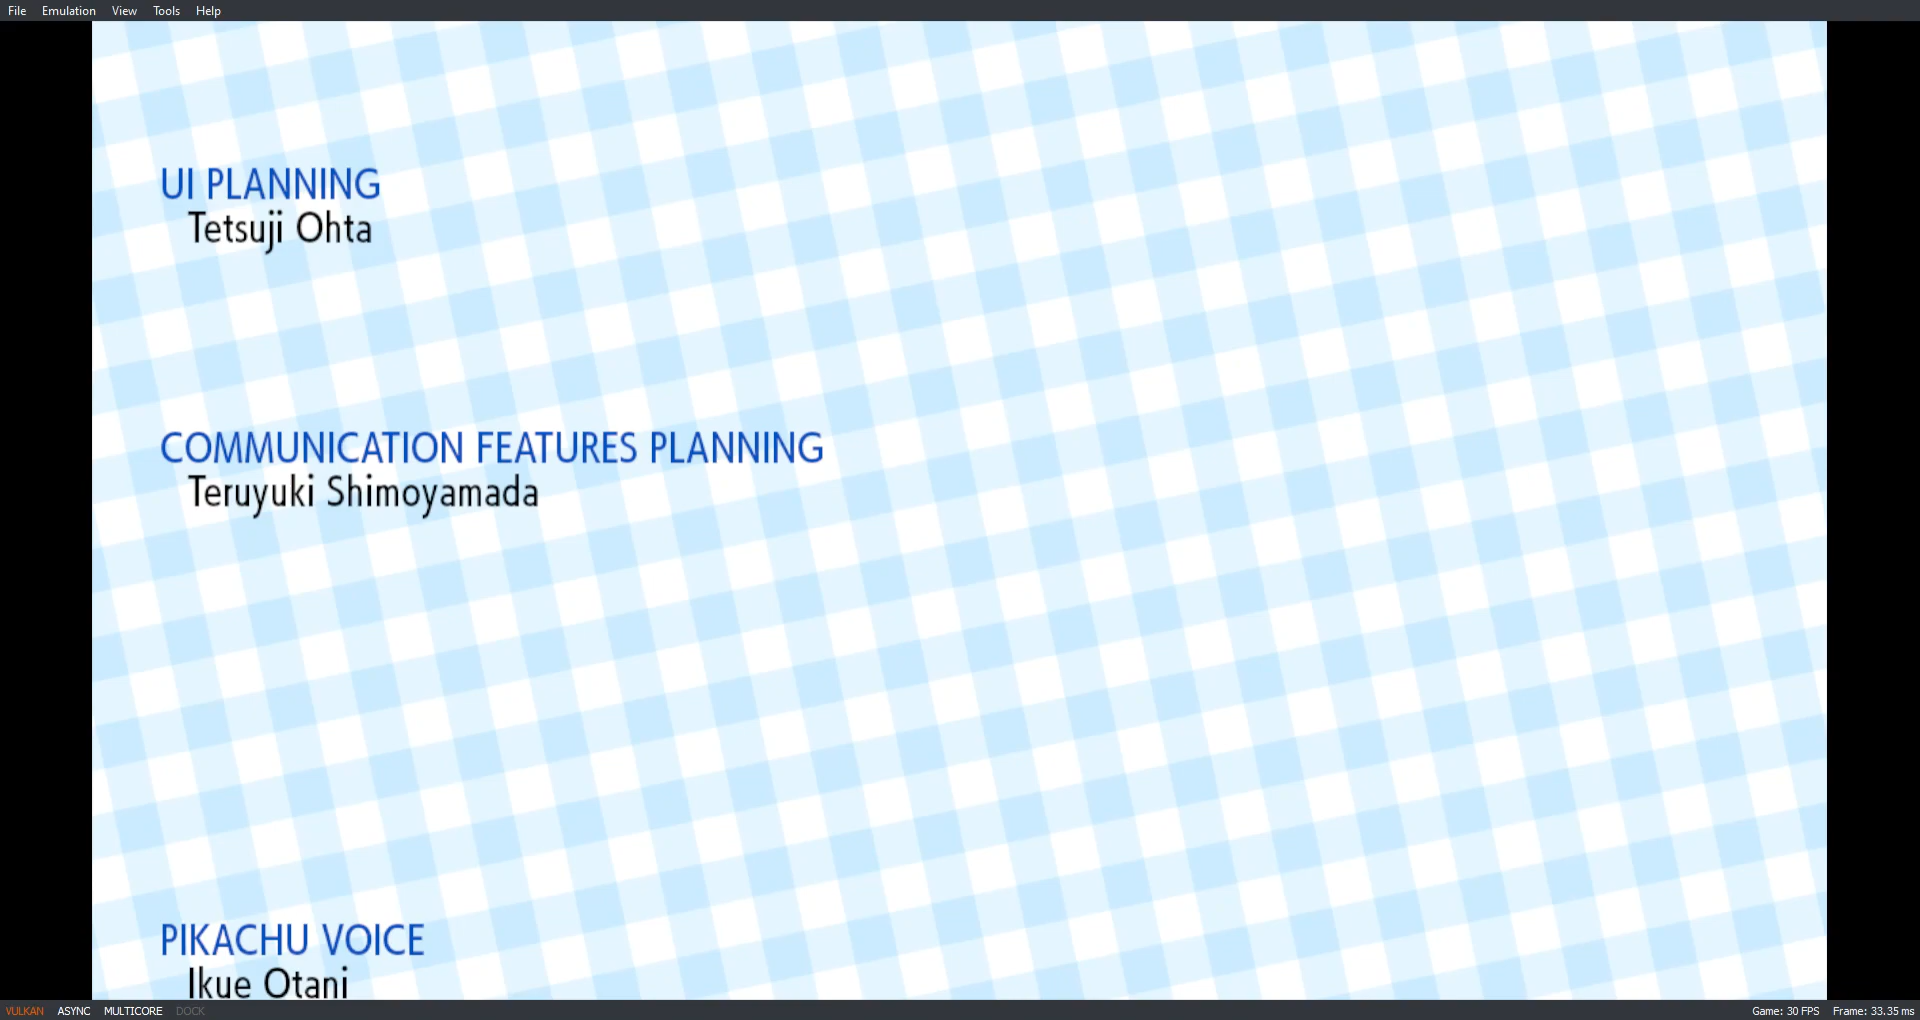 File Emulation View Tools Help
UI PLANNING
Tetsuji Ohta
COMMUNICATION FEATURES PLANNING
Teruyuki Shimoyamada
PIKACHU VOICE
Ikue Otani
VULKAN ASYNC MULTICORE DOCK Game: 30 FPS Frame: 33.35 ms